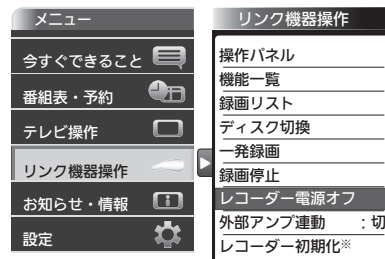 メニュー
今すぐできること
番組表・予約
テレビ操作
リンク機器操作
お知らせ・情報
設定
リンク機器操作
操作パネル
機能一覧
録画リスト
ディスク切換
一発録画
録画停止
レコーダー電源オフ
外部アンプ連動 :切
レコーダー初期化※